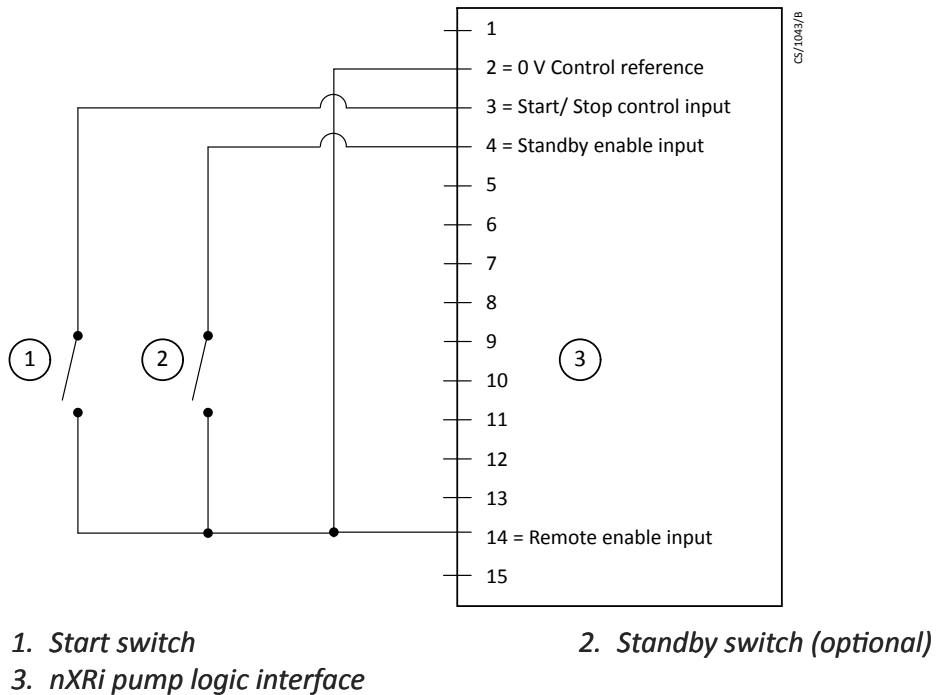 1
CS/1043/B
2 = 0 V Control reference
3 = Start/ Stop control input
4 = Standby enable input
5
6
7
8
9
1
2
3
10
11
12
13
14 = Remote enable input
15
1. Start switch
2. Standby switch (optional)
3. nXRi pump logic interface